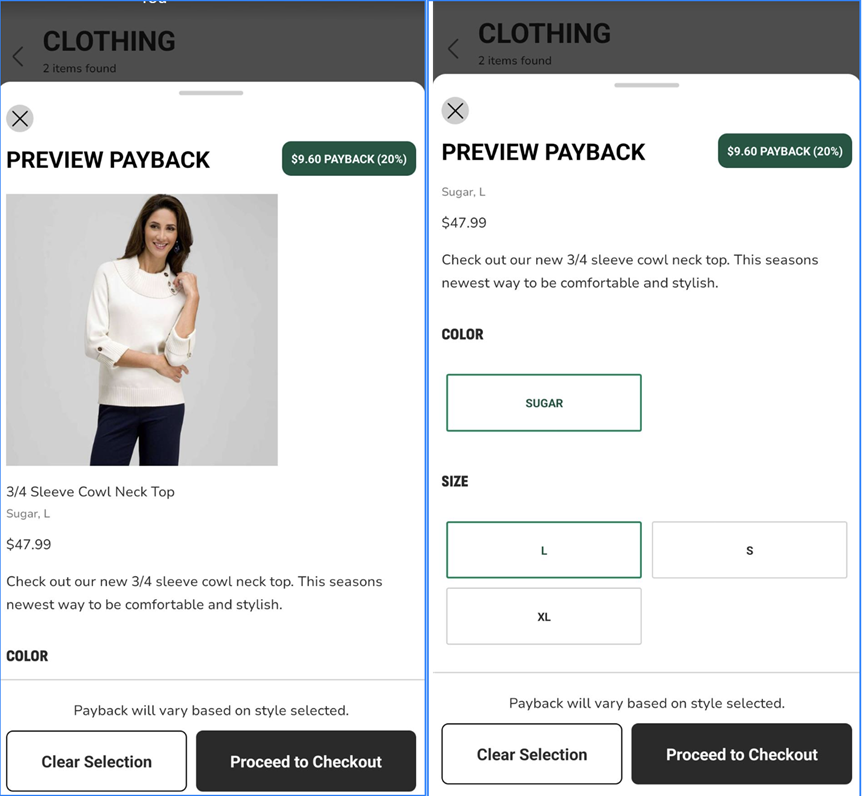 CLOTHING
2 items found
PREVIEW PAYBACK
$9.60 PAYBACK (20%)
3/4 Sleeve Cowl Neck Top
Sugar, L
$47.99
Check out our new 3/4 sleeve cowl neck top. This seasons
newest way to be comfortable and stylish.
COLOR
Payback will vary based on style selected.
Clear Selection
Proceed to Checkout
CLOTHING
2 items found
PREVIEW PAYBACK
$9.60 PAYBACK (20%)
Sugar, L
$47.99
Check out our new 3/4 sleeve cowl neck top. This seasons
newest way to be comfortable and stylish.
COLOR
SUGAR
SIZE
L
S
XL
Payback will vary based on style selected.
Clear Selection
Proceed to Checkout